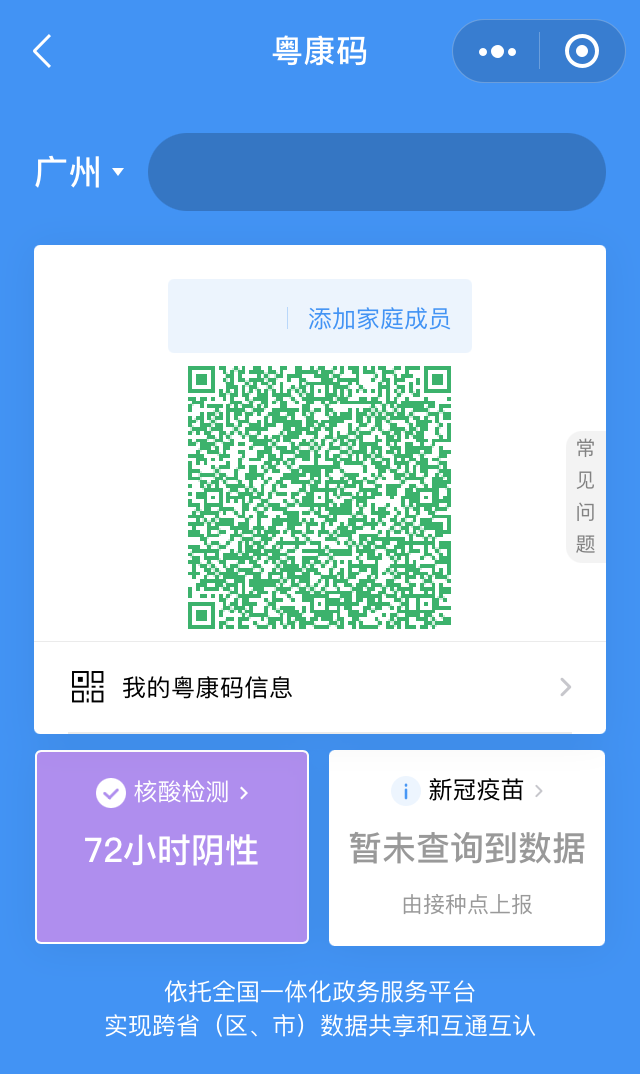 粤康码
广州
添加家庭成员
常
见
问
题
我的粤康码信息
核酸检测
72小时阴性
新冠疫苗
暂未查询到数据
由接种点上报
依托全国一体化政务服务平台
实现跨省（区、市）数据共享和互通互认